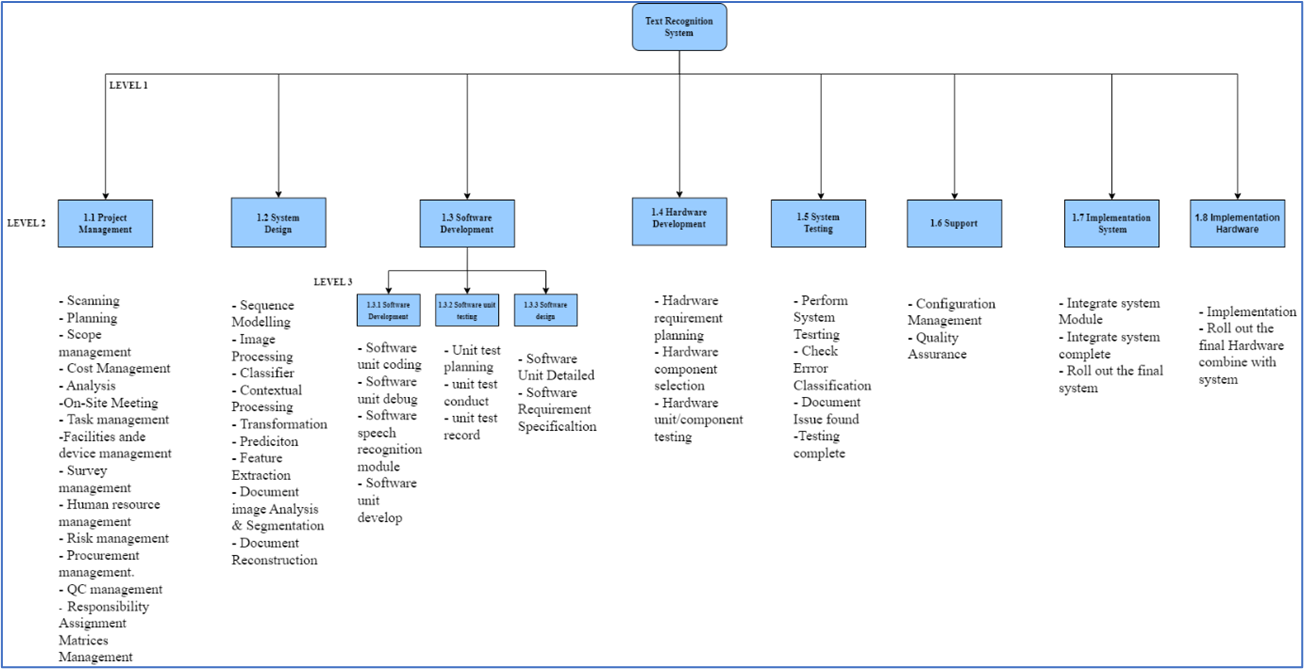 Text Recognition
System
LEVEL 1
LEVEL 2
1.1 Project
Management
- Scanning
- Planning
- Scope
management
- Cost Management
- Analysis
-On-Site Meeting
- Task management
-Facilities ande
device management
- Survey
management
- Human resource
management
- Risk management
- Procurement
management.
- QC management
- Responsibility
Assignment
Matrices
Management
1.2 System
Design
- Sequence
Modelling
- Image
Processing
- Classifier
- Contextual
Processing
- Transformation
- Prediciton
- Feature
Extraction
- Document
image Analysis
& Segmentation
- Document
Reconstruction
1.3 Software
Development
LEVEL 3
1.3.1 Software
Development
- Software
unit coding
- Software
unit debug
- Software
speech
recognition
module
- Software
unit
develop
1.3.2 Software unit
testing
- Unit test
planning
- unit test
conduct
- unit test
record
1.3.3 Software
design
- Software
Unit Detailed
- Software
Requirement
Specificaltion
1.4 Hardware
Development
- Hadrware
requirement
planning
- Hardware
component
selection
- Hardware
unit/component
testing
1.5 System
Testing
- Perform
System
Tesrting
- Check
Errror
Classification
- Document
Issue found
-Testing
complete
1.6 Support
- Configuration
Management
- Quality
Assurance
1.7 Implementation
System
- Integrate system
Module
- Integrate system
complete
- Roll out the final
system
1.8 Implementation
Hardware
- Implementation
- Roll out the
final Hardware
combine with
system